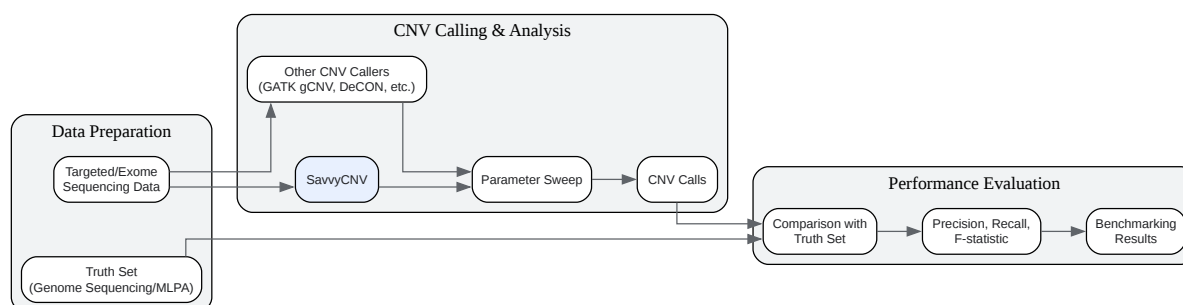 CNV Calling & Analysis
Other CNV Callers
(GATK gCNV, DeCON, etc.)
Data Preparation
Targeted/Exome
Sequencing Data
SavvyCNV
Parameter Sweep
CNV Calls
Performance Evaluation
Comparison with
Truth Set
Precision, Recall,
F-statistic
Benchmarking
Results
Truth Set
(Genome Sequencing/MLPA)